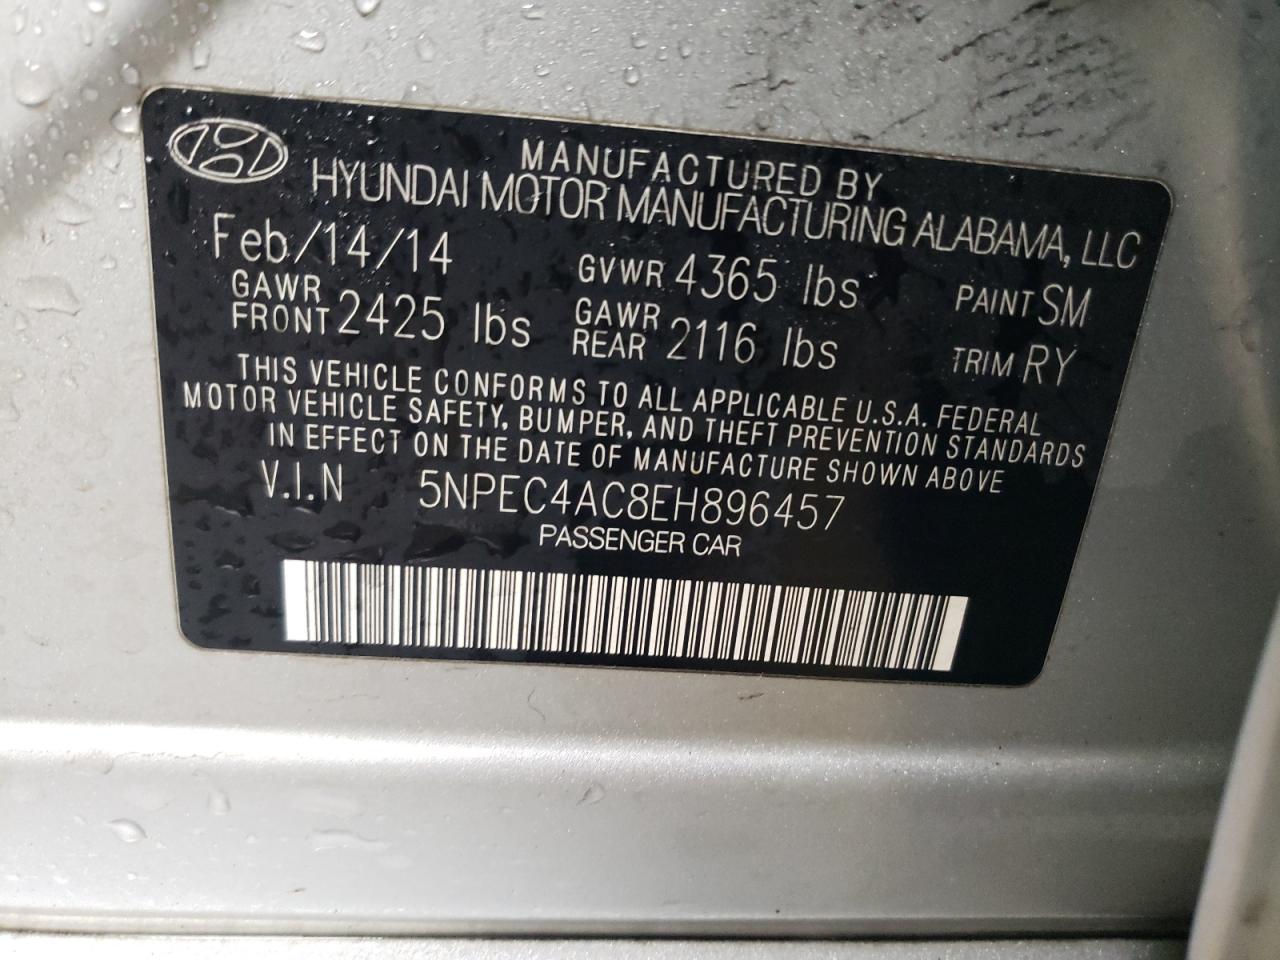 MANUFACTURED BY
HYUNDAI MOTOR MANUFACTURING ALABAMA, LLC
Feb/14/14 GVWR 4365 lbs PAINT SM
GAWR FRONT 2425 lbs GAWR REAR 2116 lbs TRIM RY
THIS VEHICLE CONFORMS TO ALL APPLICABLE U.S.A. FEDERAL
MOTOR VEHICLE SAFETY, BUMPER, AND THEFT PREVENTION STANDARDS
IN EFFECT ON THE DATE OF MANUFACTURE SHOWN ABOVE
V.I.N 5NPEC4AC8EH896457
PASSENGER CAR